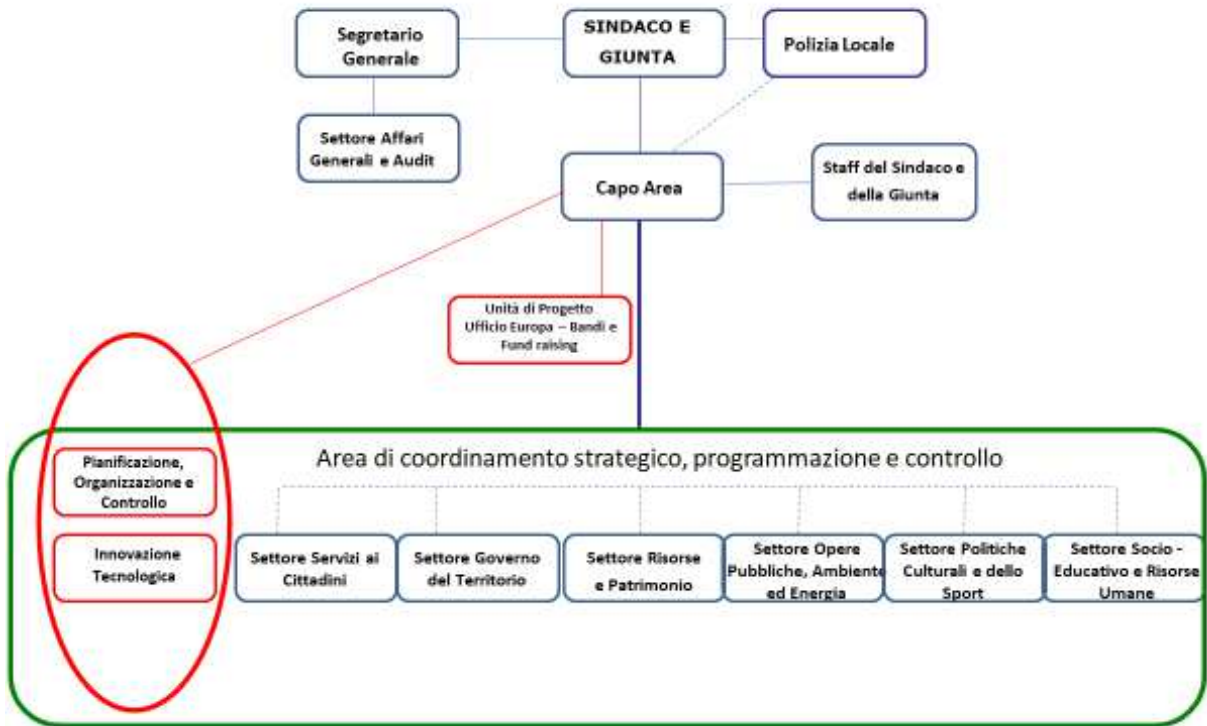 Segretario
Generale
SINDACO E
GIUNTA
Polizia Locale
Settore Affari
Generali e Audit
Capo Area
Staff del Sindaco e
della Giunta
Unità di Progetto
Ufficio Europa – Bandi e
Fund raising
Area di coordinamento strategico, programmazione e controllo
Pianificazione,
Organizzazione e
Controllo
Innovazione
Tecnologica
Settore Servizi ai
Cittadini
Settore Governo
del Territorio
Settore Risorse
e Patrimonio
Settore Opere
Pubbliche, Ambiente
ed Energia
Settore Politiche
Culturali e dello
Sport
Settore Socio -
Educativo e Risorse
Umane